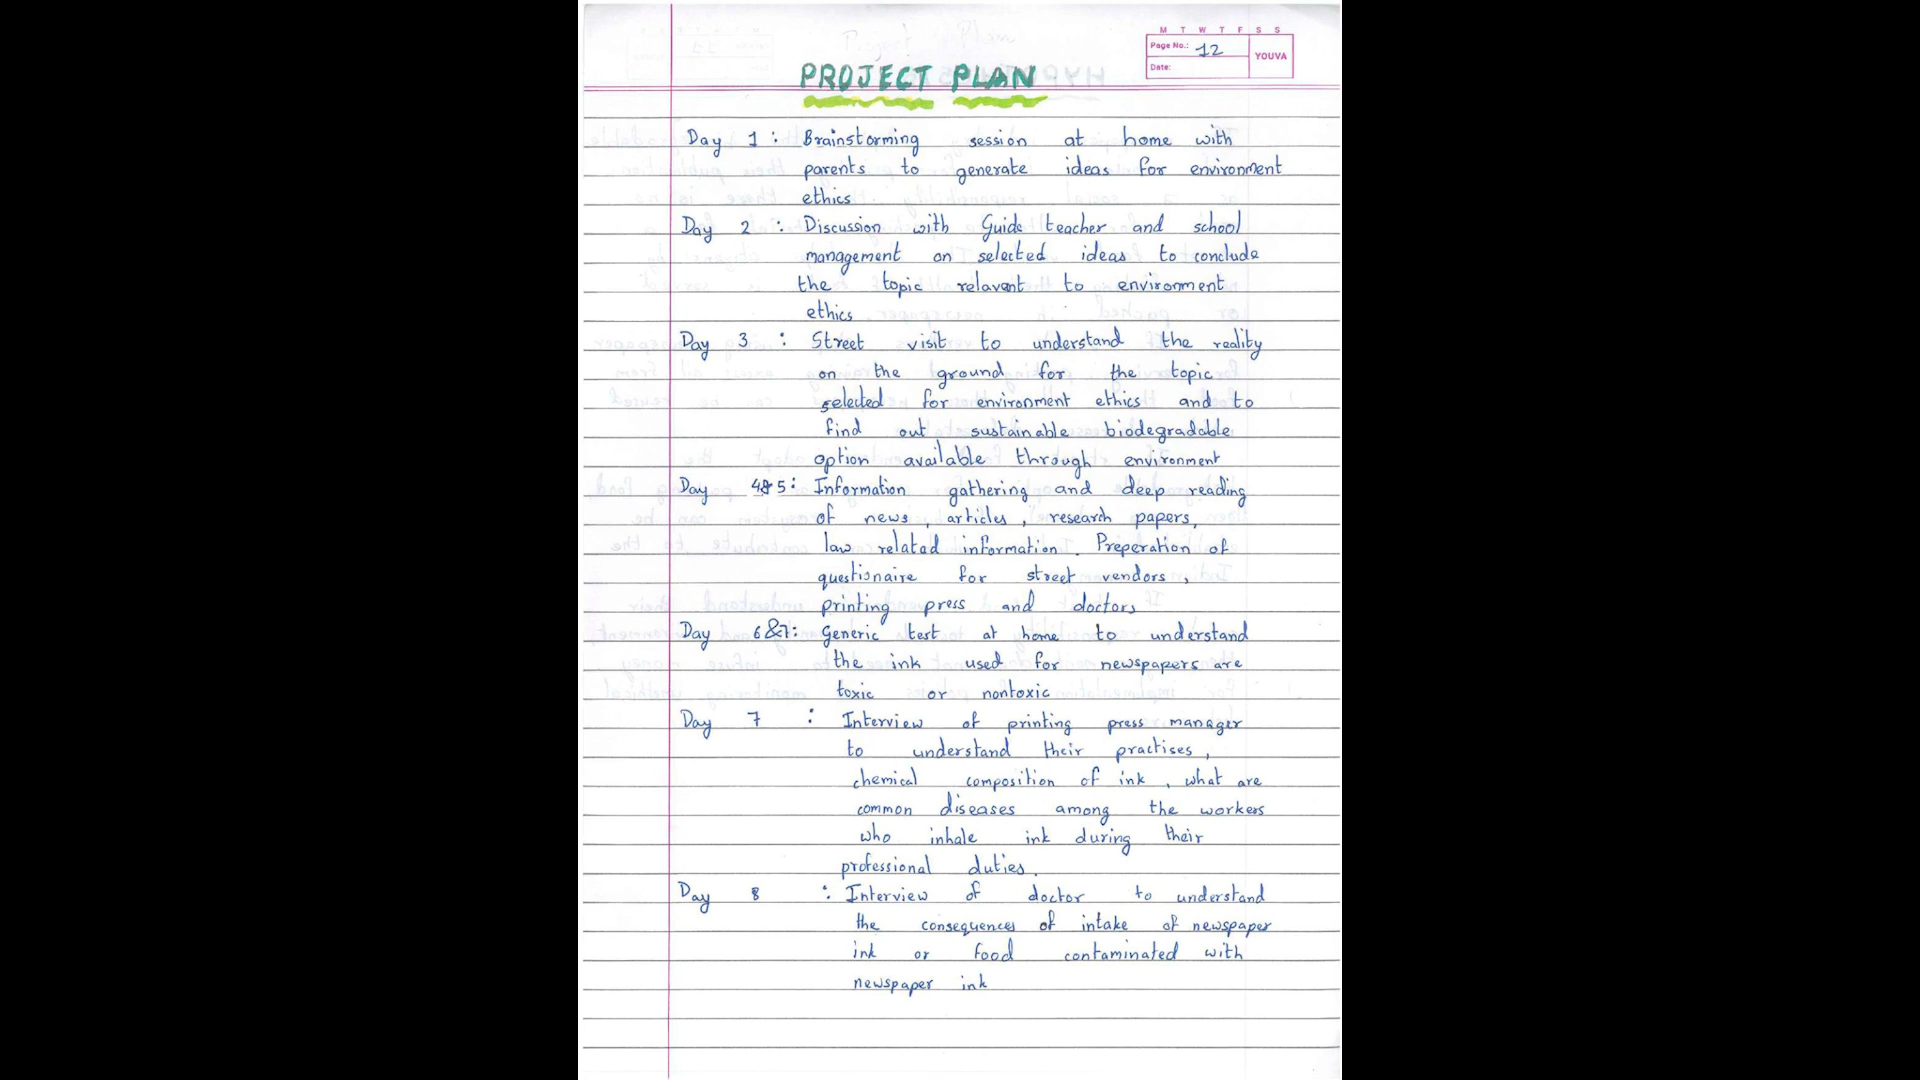 M T W T F S S
Page No.: 12
Date:
YOUVA
PROJECT PLAN
Day 1 : Brainstorming session at home with
parents to generate ideas for environment
ethics
Day 2 : Discussion with Guide teacher and school
management on selected ideas to conclude
the topic relavent to environment
ethics
Day 3 : Street visit to understand the reality
on the ground for the topic
selected for environment ethics and to
find out sustainable biodegradable
option available through environment
Day 4&5: Information gathering and deep reading
of news, articles, research papers,
law related information. Preperation of
questionaire for street vendors,
printing press and doctors
Day 6&7: Generic test at home to understand
the ink used for newspapers are
toxic or nontoxic
Day 7 : Interview of printing press manager
to understand their practises,
chemical composition of ink, what are
common diseases among the workers
who inhale ink during their
professional duties.
Day 8 : Interview of doctor to understand
the consequences of intake of newspaper
ink or food contaminated with
newspaper ink